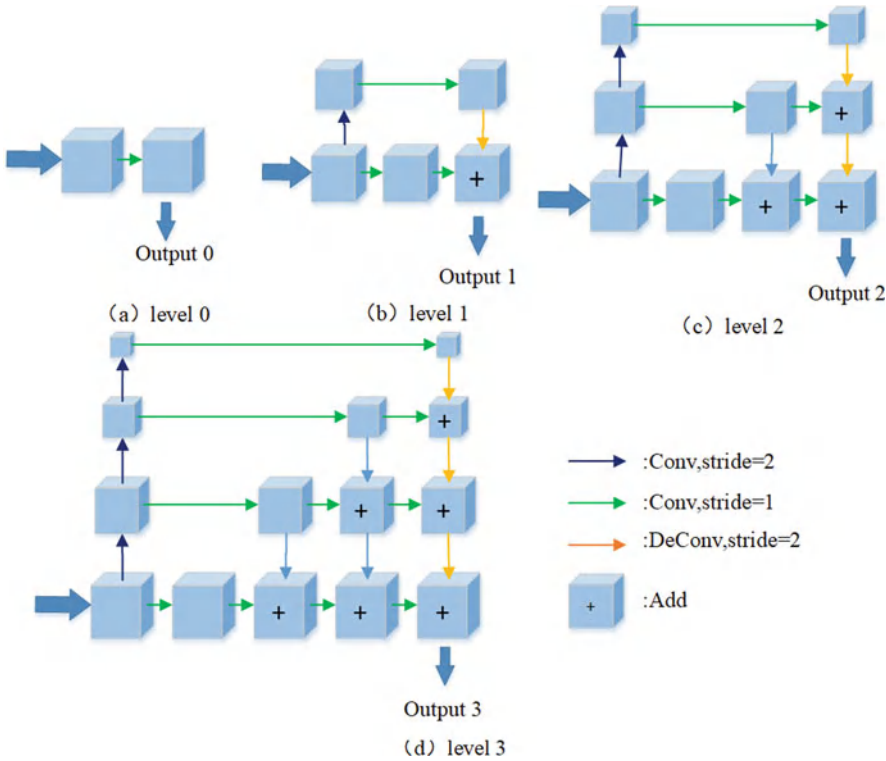 +
+
+
+
Output 0
Output 1
Output 2
（a）level 0
（b）level 1
（c）level 2
+
:Conv,stride=2
:Conv,stride=1
+
+
:DeConv,stride=2
+
:Add
+
+
+
Output 3
（d）level 3